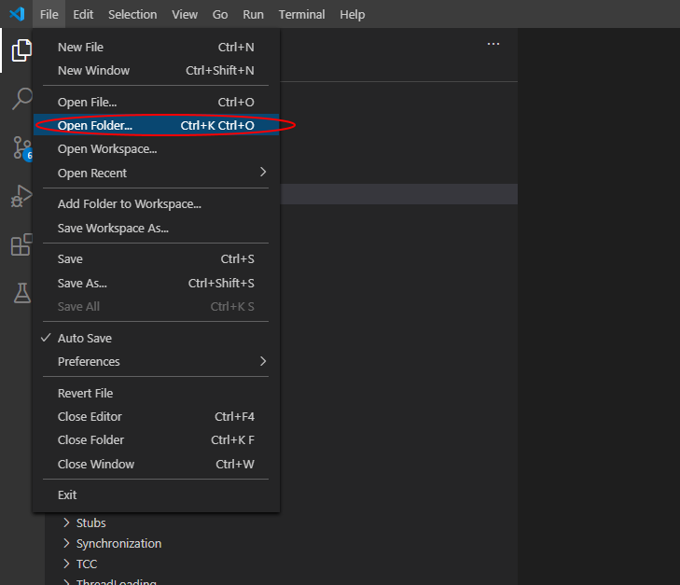 File Edit Selection View Go Run Terminal Help
New File Ctrl+N
New Window Ctrl+Shift+N
Open File... Ctrl+O
Open Folder... Ctrl+K Ctrl+O
Open Workspace...
Open Recent
Add Folder to Workspace...
Save Workspace As...
Save Ctrl+S
Save As... Ctrl+Shift+S
Save All Ctrl+K S
Auto Save
Preferences
Revert File
Close Editor Ctrl+F4
Close Folder Ctrl+K F
Close Window Ctrl+W
Exit
6
Stubs
Synchronization
TCC
ThreadLoading